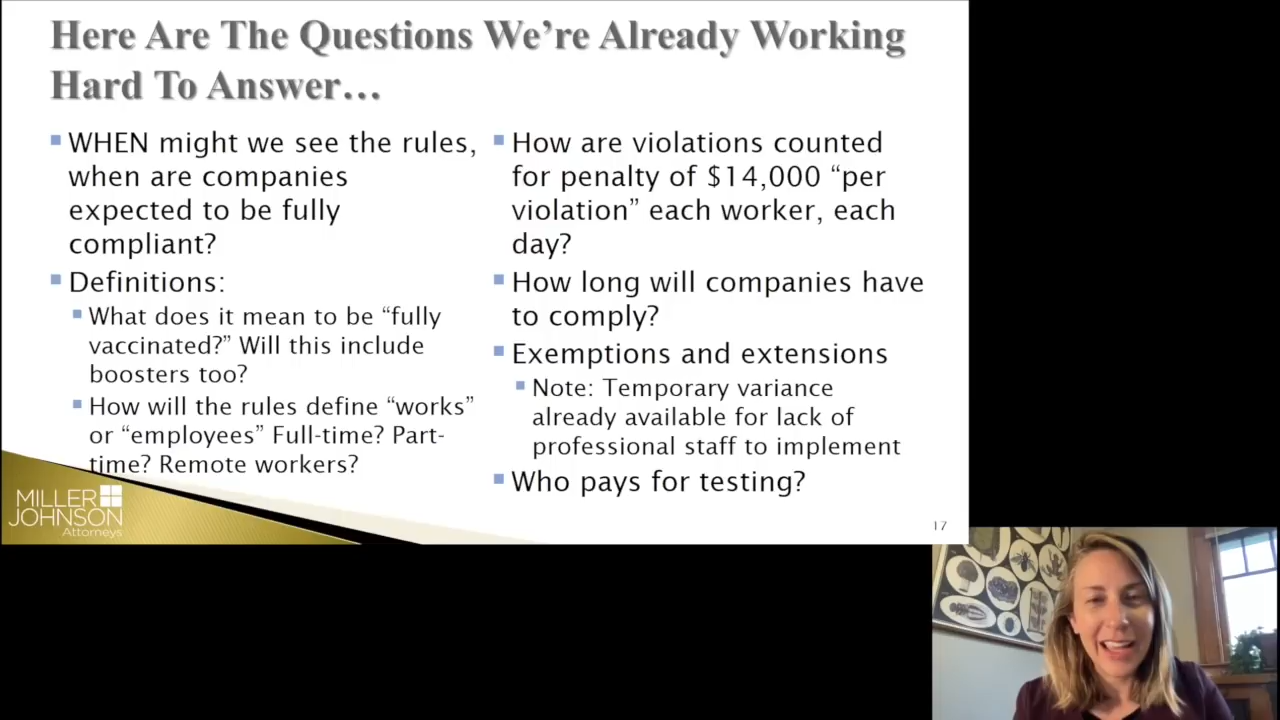 Here Are The Questions We’re Already Working
Hard To Answer…
WHEN might we see the rules,
when are companies
expected to be fully
compliant?
Definitions:
What does it mean to be “fully
vaccinated?” Will this include
boosters too?
How will the rules define “works”
or “employees” Full-time? Part-
time? Remote workers?
How are violations counted
for penalty of $14,000 “per
violation” each worker, each
day?
How long will companies have
to comply?
Exemptions and extensions
Note: Temporary variance
already available for lack of
professional staff to implement
Who pays for testing?
MILLER
JOHNSON
Attorneys
17